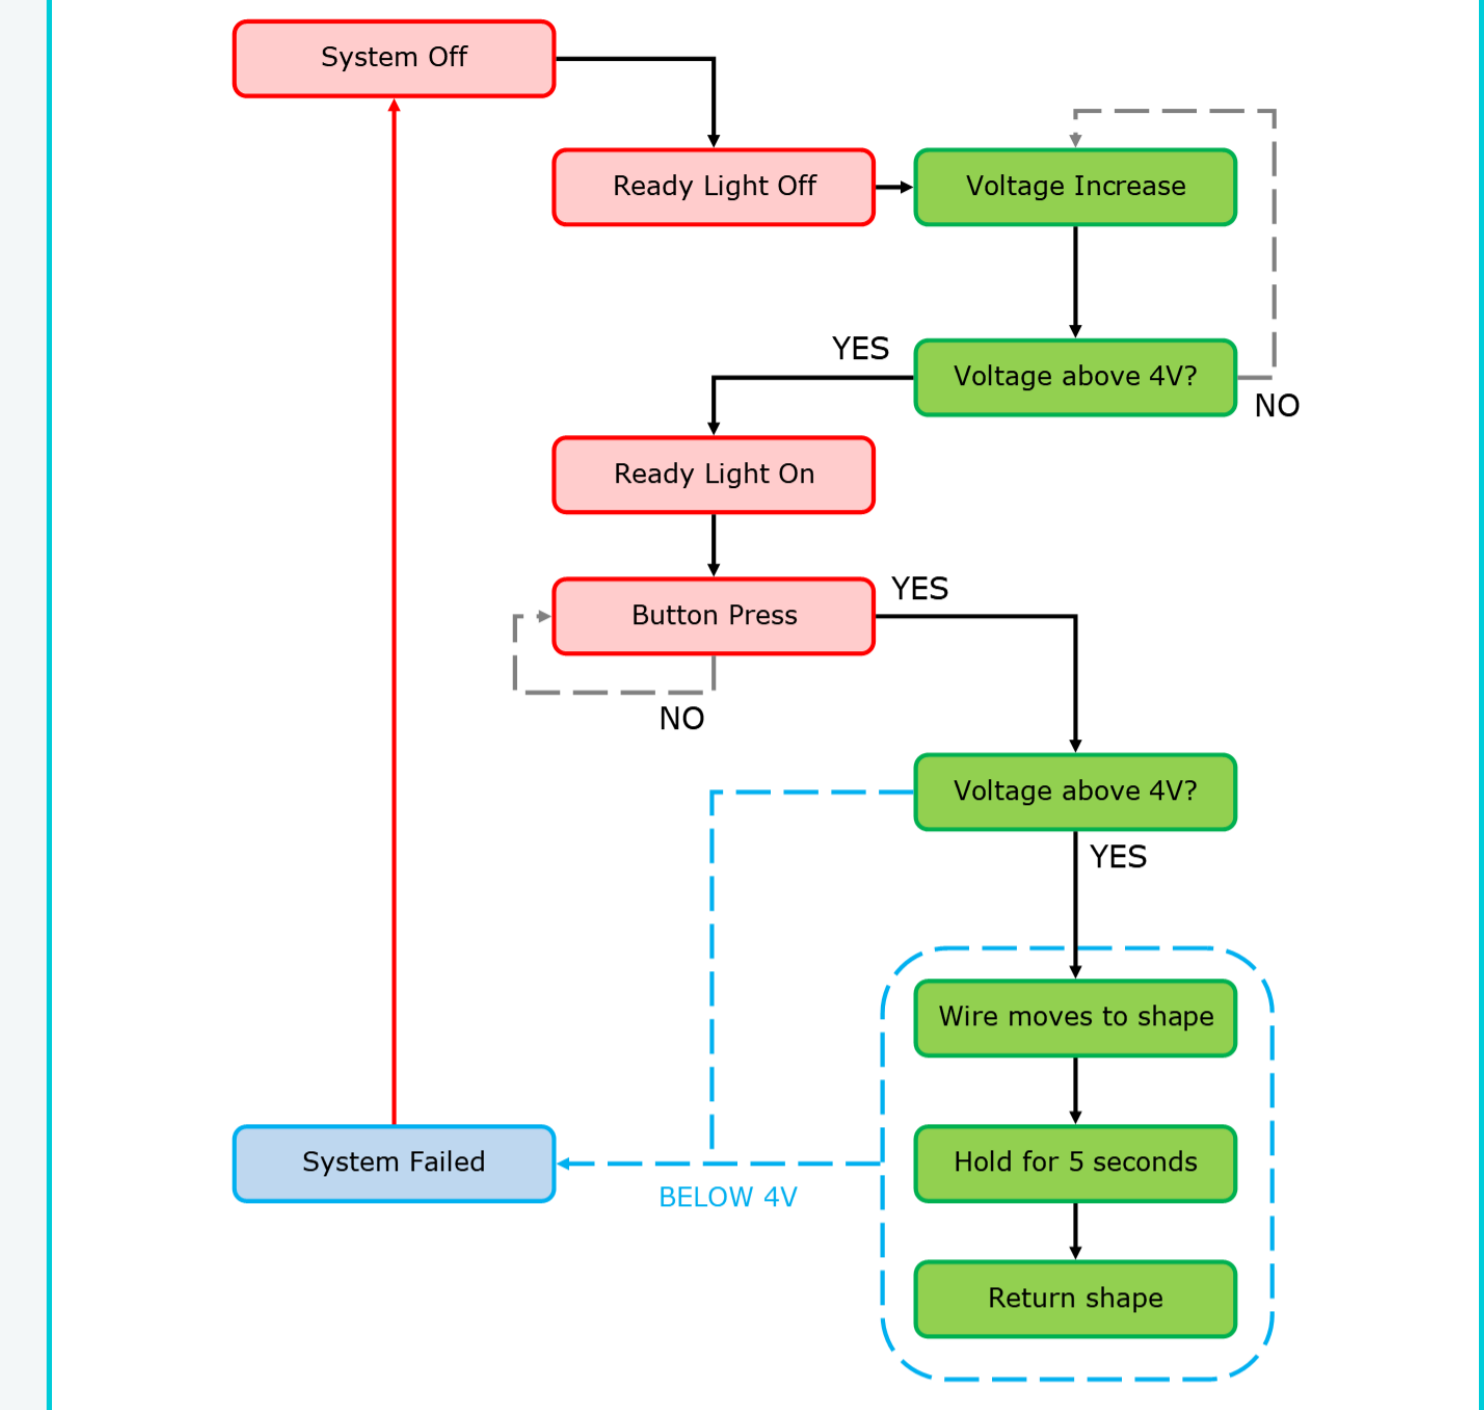 System Off
Ready Light Off
Voltage Increase
YES
Voltage above 4V?
NO
Ready Light On
Button Press
YES
NO
Voltage above 4V?
YES
Wire moves to shape
System Failed
Hold for 5 seconds
BELOW 4V
Return shape